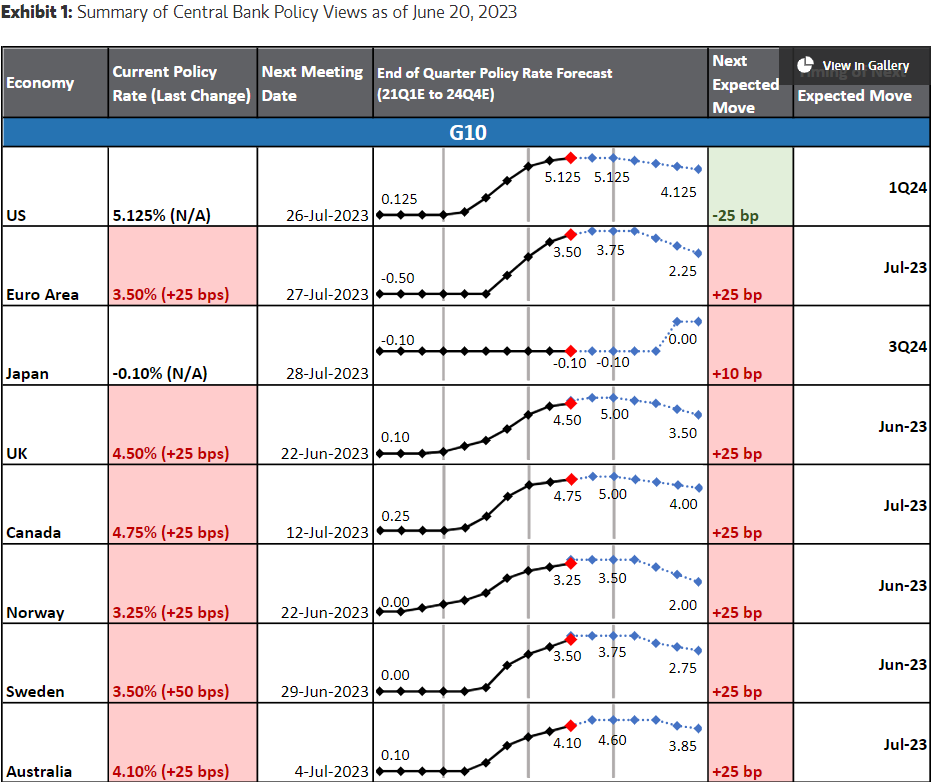 Exhibit 1: Summary of Central Bank Policy Views as of June 20, 2023
Economy
Current Policy
Rate (Last Change)
Next Meeting
Date
End of Quarter Policy Rate Forecast
(21Q1E to 24Q4E)
Next
Expected
Move
View in Gallery
Timing of Next
Expected Move
G10
US
5.125% (N/A)
26-Jul-2023
0.125
5.125
5.125
4.125
-25 bp
1Q24
Euro Area
3.50% (+25 bps)
27-Jul-2023
-0.50
3.50
3.75
2.25
+25 bp
Jul-23
Japan
-0.10% (N/A)
28-Jul-2023
-0.10
-0.10
-0.10
0.00
+10 bp
3Q24
UK
4.50% (+25 bps)
22-Jun-2023
0.10
4.50
5.00
3.50
+25 bp
Jun-23
Canada
4.75% (+25 bps)
12-Jul-2023
0.25
4.75
5.00
4.00
+25 bp
Jul-23
Norway
3.25% (+25 bps)
22-Jun-2023
0.00
3.25
3.50
2.00
+25 bp
Jun-23
Sweden
3.50% (+50 bps)
29-Jun-2023
0.00
3.50
3.75
2.75
+25 bp
Jun-23
Australia
4.10% (+25 bps)
4-Jul-2023
0.10
4.10
4.60
3.85
+25 bp
Jul-23